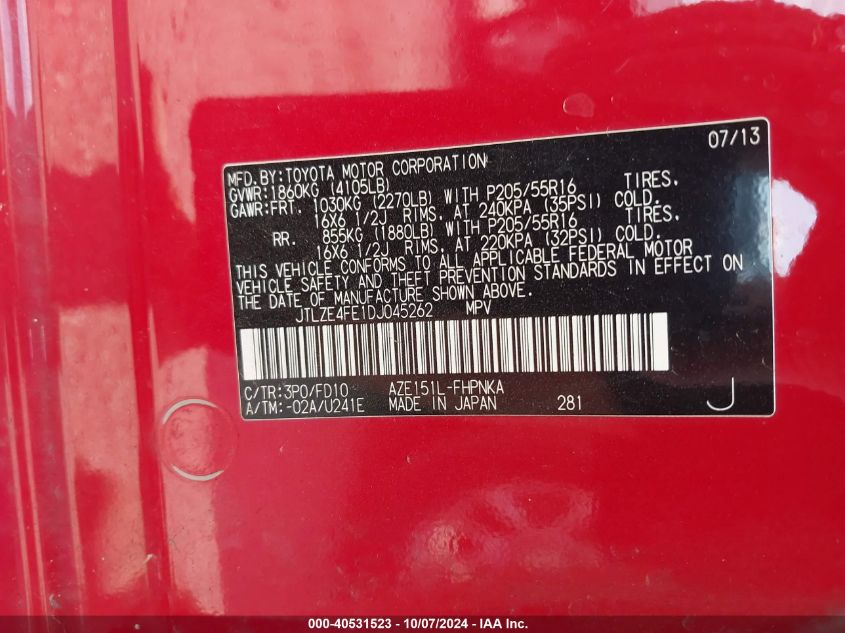 07/13
MFD.BY:TOYOTA MOTOR CORPORATION
GVWR:1860KG (4105LB)
GAWR:FRT. 1030KG (2270LB) WITH P205/55R16 TIRES.
16X6 1/2J RIMS. AT 240KPA (35PSI) COLD.
RR. 855KG (1880LB) WITH P205/55R16 TIRES.
16X6 1/2J RIMS. AT 220KPA (32PSI) COLD.
THIS VEHICLE CONFORMS TO ALL APPLICABLE FEDERAL MOTOR
VEHICLE SAFETY AND THEFT PREVENTION STANDARDS IN EFFECT ON
THE DATE OF MANUFACTURE SHOWN ABOVE.
JTLZE4FE1DJ045262 MPV
C/TR:3P0/FD10 AZE151L-FHPNKA
A/TM:-02A/U241E MADE IN JAPAN 281 J
000-40531523 - 10/07/2024 - IAA Inc.